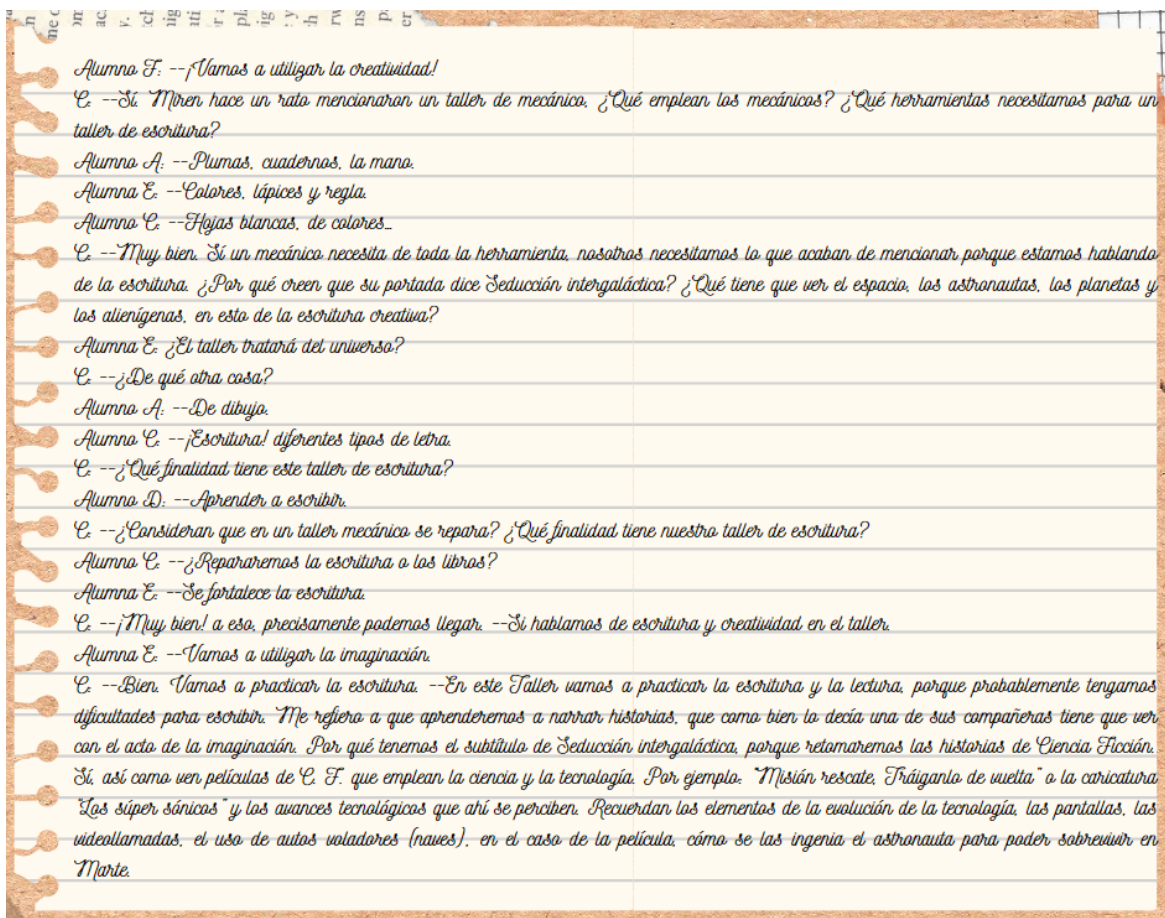 Alumno F: --¡Vamos a utilizar la creatividad!
C: --Sí. Miren hace un rato mencionaron un taller de mecánico, ¿Qué emplean los mecánicos? ¿Qué herramientas necesitamos para un
taller de escritura?
Alumno A: --Plumas, cuadernos, la mano.
Alumna E: --Colores, lápices y regla.
Alumno C: --Hojas blancas, de colores…
C: --Muy bien. Sí un mecánico necesita de toda la herramienta, nosotros necesitamos lo que acaban de mencionar porque estamos hablando
de la escritura. ¿Por qué creen que su portada dice Seducción intergaláctica? ¿Qué tiene que ver el espacio, los astronautas, los planetas y
los alienígenas, en esto de la escritura creativa?
Alumna E: ¿El taller tratará del universo?
C: --¿De qué otra cosa?
Alumno A: --De dibujo.
Alumno C: --¡Escritura! diferentes tipos de letra.
C: --¿Qué finalidad tiene este taller de escritura?
Alumno D: --Aprender a escribir.
C: --¿Consideran que en un taller mecánico se repara? ¿Qué finalidad tiene nuestro taller de escritura?
Alumno C: --¿Repararemos la escritura o los libros?
Alumna E: --Se fortalece la escritura.
C: --¡Muy bien! a eso, precisamente podemos llegar. --Si hablamos de escritura y creatividad en el taller.
Alumna E: --Vamos a utilizar la imaginación.
C: --Bien. Vamos a practicar la escritura. --En este Taller vamos a practicar la escritura y la lectura, porque probablemente tengamos
dificultades para escribir. Me refiero a que aprenderemos a narrar historias, que como bien lo decía una de sus compañeras tiene que ver
con el acto de la imaginación. Por qué tenemos el subtítulo de Seducción intergaláctica, porque retomaremos las historias de Ciencia Ficción.
Sí, así como ven películas de C. F. que emplean la ciencia y la tecnología. Por ejemplo: "Misión rescate, Tráiganlo de vuelta" o la caricatura
"Los súper sónicos" y los avances tecnológicos que ahí se perciben. Recuerdan los elementos de la evolución de la tecnología, las pantallas, las
videollamadas, el uso de autos voladores (naves), en el caso de la película, cómo se las ingenia el astronauta para poder sobrevivir en
Marte.